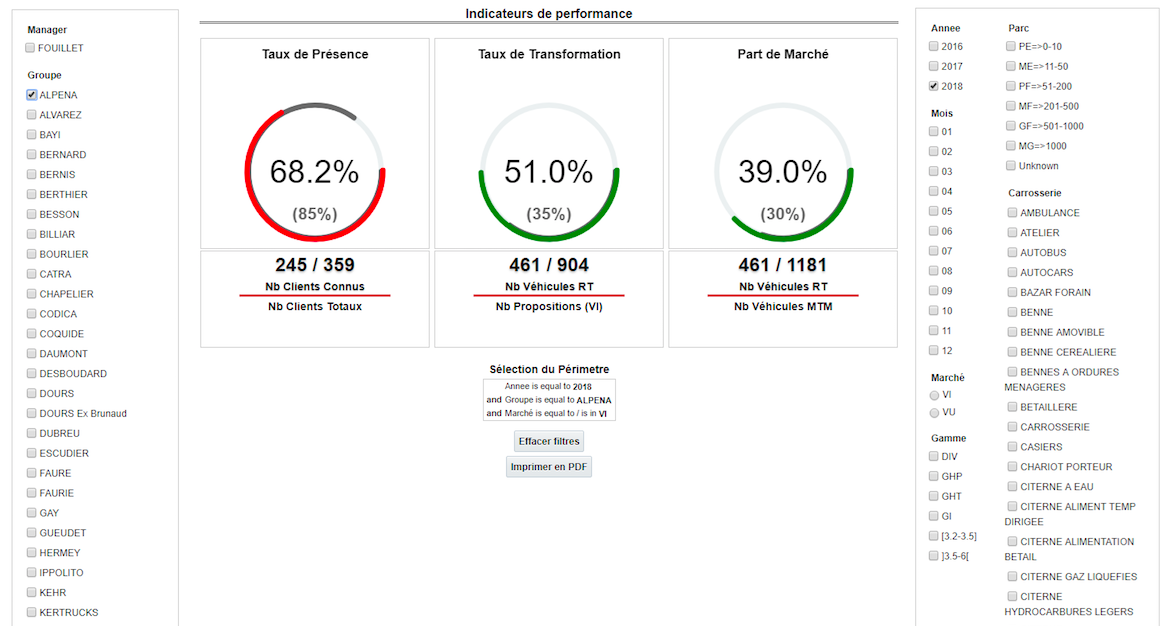 Manager
FOUILLET
Groupe
ALPENA
ALVAREZ
BAYI
BERNARD
BERNIS
BERTHIER
BESSON
BILLIAR
BOURLIER
CATRA
CHAPELIER
CODICA
COQUIDE
DAUMONT
DESBOUDARD
DOURS
DOURS Ex Brunaud
DUBREU
ESCUDIER
FAURE
FAURIE
GAY
GUEUDET
HERMEY
IPPOLITO
KEHR
KERTRUCKS
Indicateurs de performance
Taux de Présence
68.2%
(85%)
245 / 359
Nb Clients Connus
Nb Clients Totaux
Taux de Transformation
51.0%
(35%)
461 / 904
Nb Véhicules RT
Nb Propositions (VI)
Part de Marché
39.0%
(30%)
461 / 1181
Nb Véhicules RT
Nb Véhicules MTM
Sélection du Périmetre
Annee is equal to 2018
and Groupe is equal to ALPENA
and Marché is equal to / is in VI
Effacer filtres
Imprimer en PDF
Annee
2016
2017
2018
Mois
01
02
03
04
05
06
07
08
09
10
11
12
Marché
VI
VU
Gamme
DIV
GHP
GHT
GI
[3.2-3.5]
]3.5-6[
Parc
PE=>0-10
ME=>11-50
PF=>51-200
MF=>201-500
GF=>501-1000
MG=>1000
Unknown
Carrosserie
AMBULANCE
ATELIER
AUTOBUS
AUTOCARS
BAZAR FORAIN
BENNE
BENNE AMOVIBLE
BENNE CEREALIERE
BENNES A ORDURES
MENAGERES
BETAILLERE
CARROSSERIE
CASIERS
CHARIOT PORTEUR
CITERNE A EAU
CITERNE ALIMENT TEMP
DIRIGEE
CITERNE ALIMENTATION
BETAIL
CITERNE GAZ LIQUEFIES
CITERNE
HYDROCARBURES LEGERS